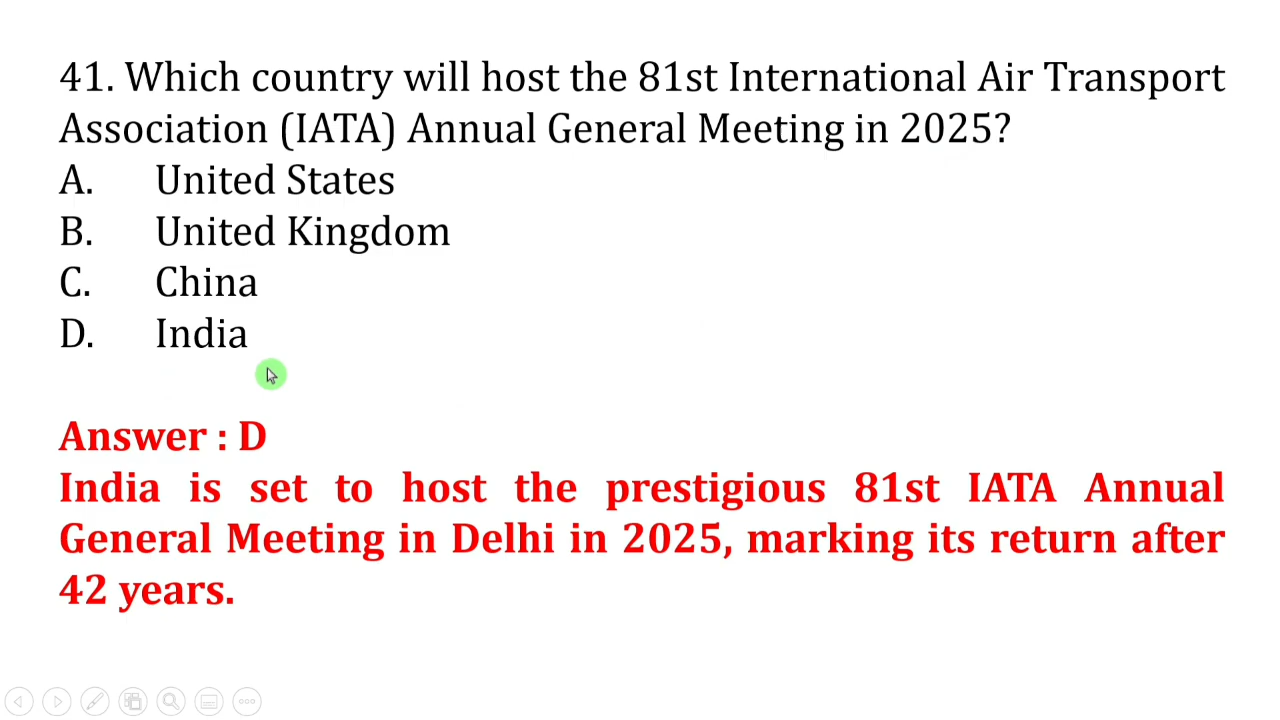 41. Which country will host the 81st International Air Transport
Association (IATA) Annual General Meeting in 2025?
A. United States
B. United Kingdom
C. China
D. India
Answer : D
India is set to host the prestigious 81st IATA Annual
General Meeting in Delhi in 2025, marking its return after
42 years.